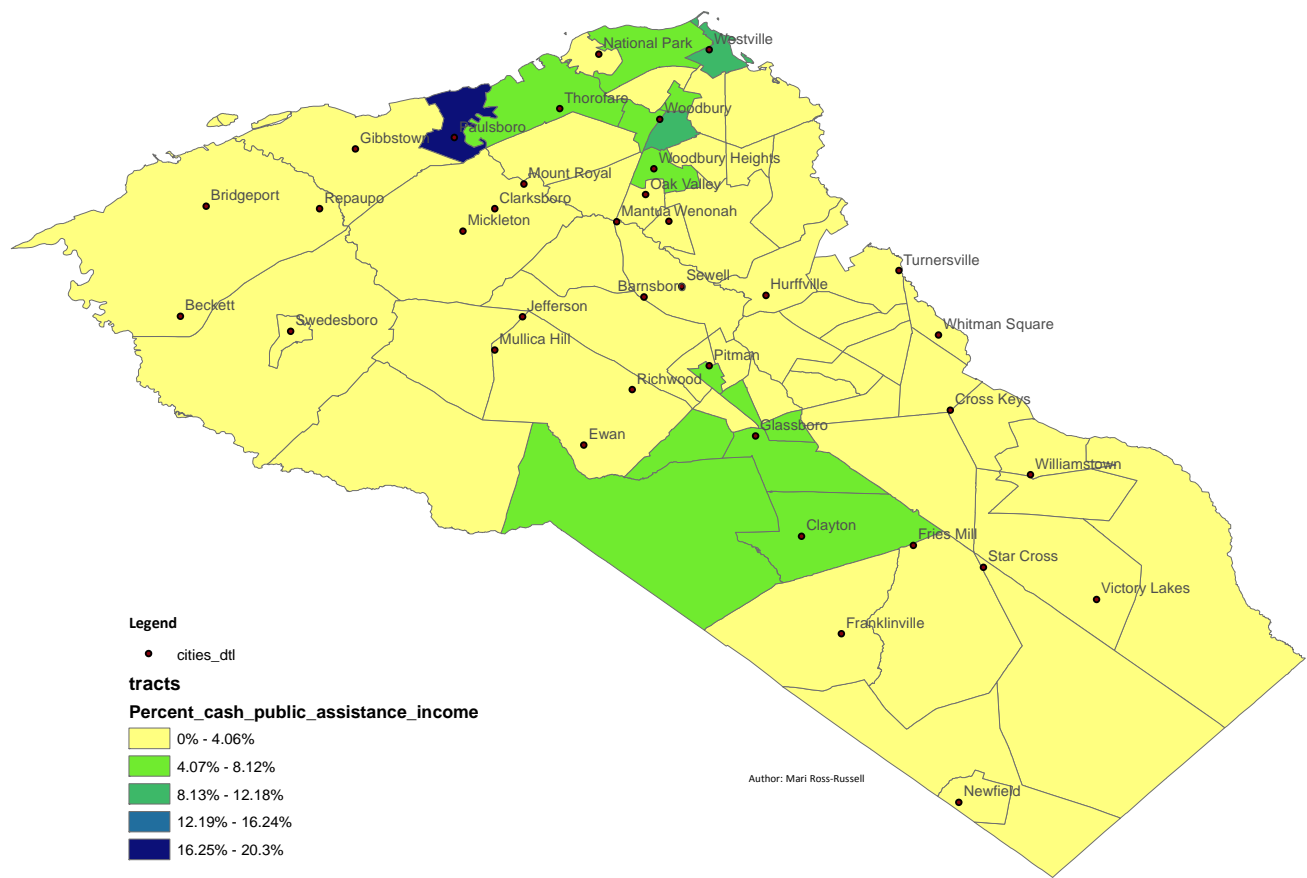 National Park
Westville
Thorofare
Woodbury
Paulsboro
Gibbstown
Woodbury Heights
Mount Royal
Oak Valley
Bridgeport
Repaupo
Clarksboro
Mickleton
Mantua
Wenonah
Turnersville
Sewell
Barnsboro
Hurffville
Beckett
Swedesboro
Jefferson
Whitman Square
Mullica Hill
Pitman
Richwood
Cross Keys
Ewan
Glassboro
Williamstown
Clayton
Fries Mill
Star Cross
Victory Lakes
Franklinville
Newfield
Legend
cities_dtl
tracts
Percent_cash_public_assistance_income
0% - 4.06%
4.07% - 8.12%
8.13% - 12.18%
12.19% - 16.24%
16.25% - 20.3%
Author: Mari Ross-Russell